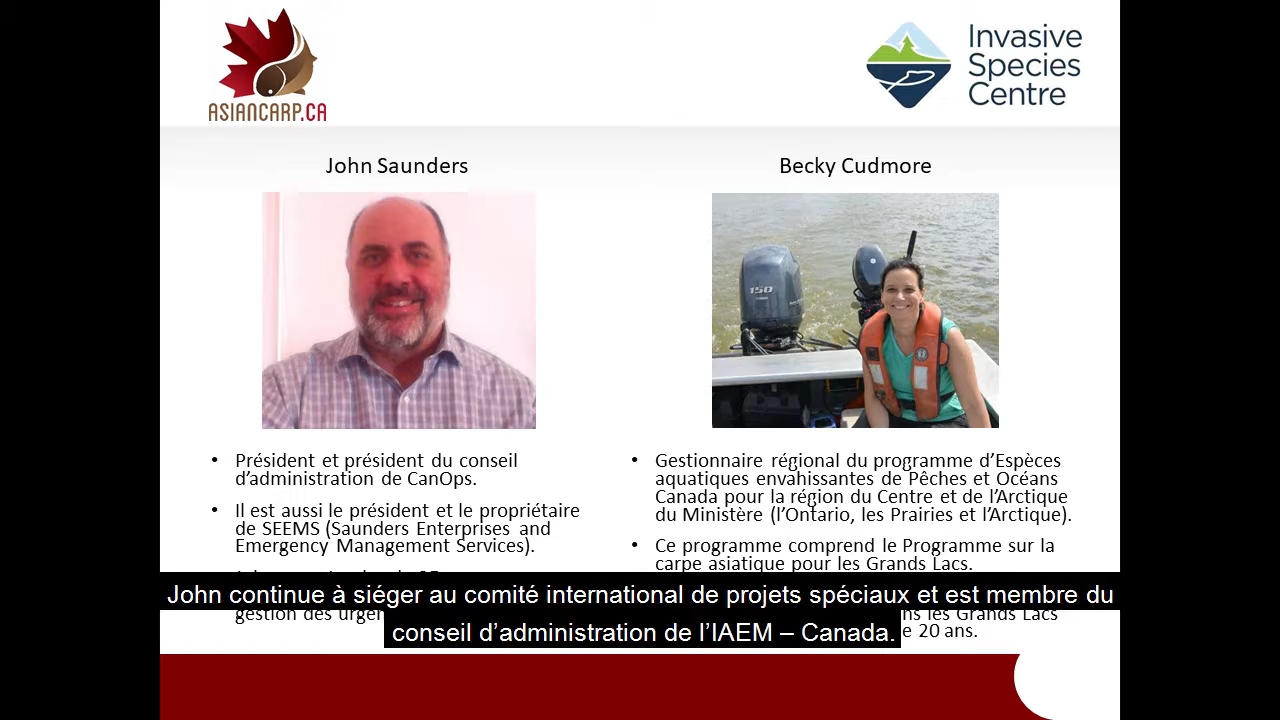 ASIANCARP.CA
Invasive
Species
Centre
John Saunders
Becky Cudmore
150
• Président et président du conseil
d’administration de CanOps.
• Il est aussi le président et le propriétaire
de SEEMS (Saunders Enterprises and
Emergency Management Services).
gestion des
• Gestionnaire régional du programme d’Espèces
aquatiques envahissantes de Pêches et Océans
Canada pour la région du Centre et de l’Arctique
du Ministère (l’Ontario, les Prairies et l’Arctique).
• Ce programme comprend le Programme sur la
carpe asiatique pour les Grands Lacs.
les Grands Lacs
20 ans.
John continue à siéger au comité international de projets spéciaux et est membre du
conseil d’administration de l’IAEM – Canada.